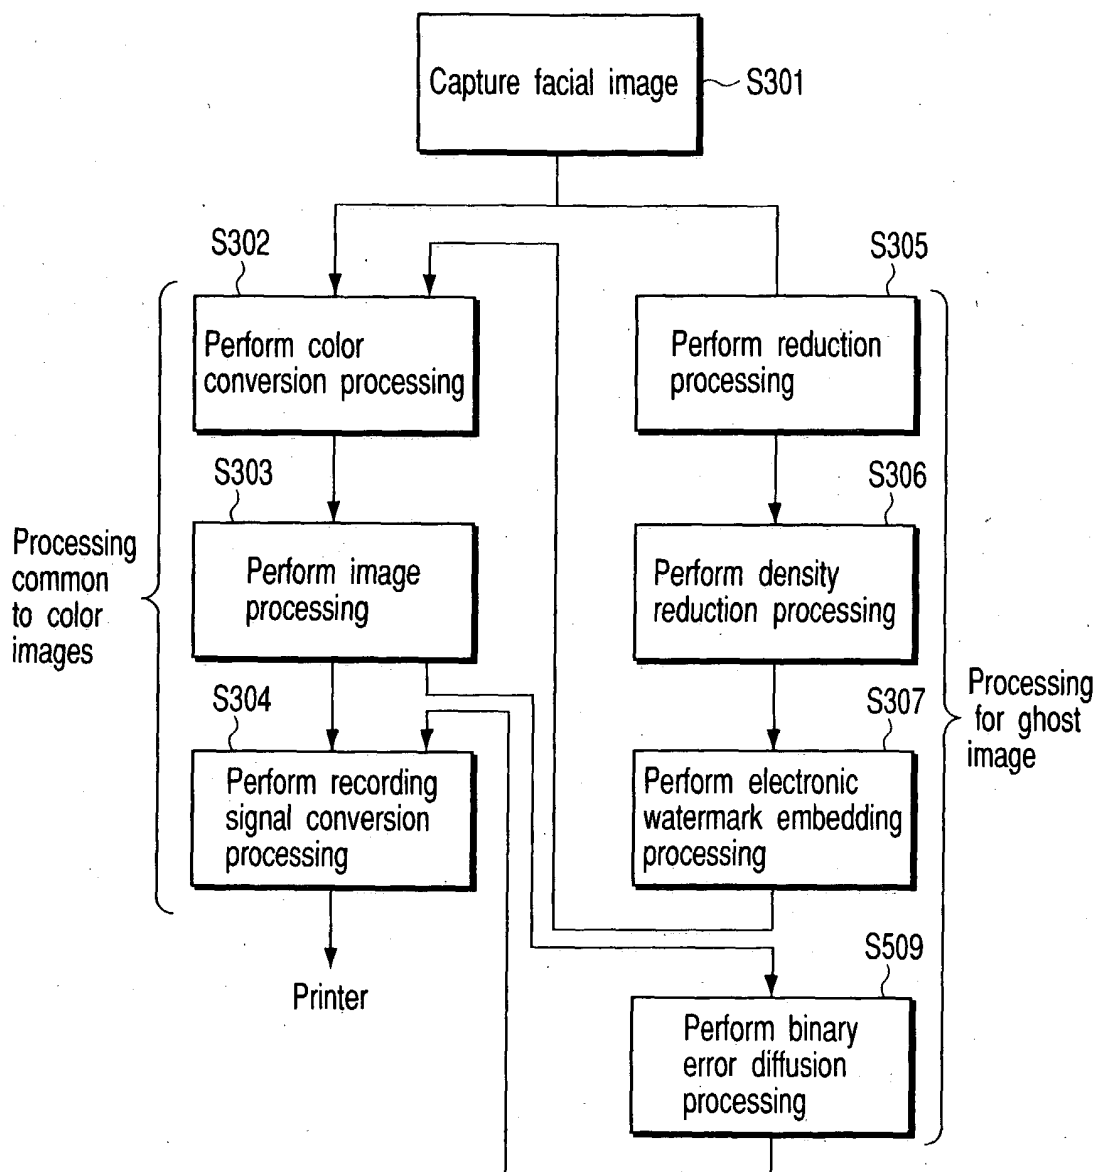 Capture facial image
S301
S302
Perform color
conversion processing
S303
Perform image
processing
S304
Perform recording
signal conversion
processing
Printer
Processing
common
to color
images
S305
Perform reduction
processing
S306
Perform density
reduction processing
S307
Perform electronic
watermark embedding
processing
S509
Perform binary
error diffusion
processing
Processing
for ghost
image